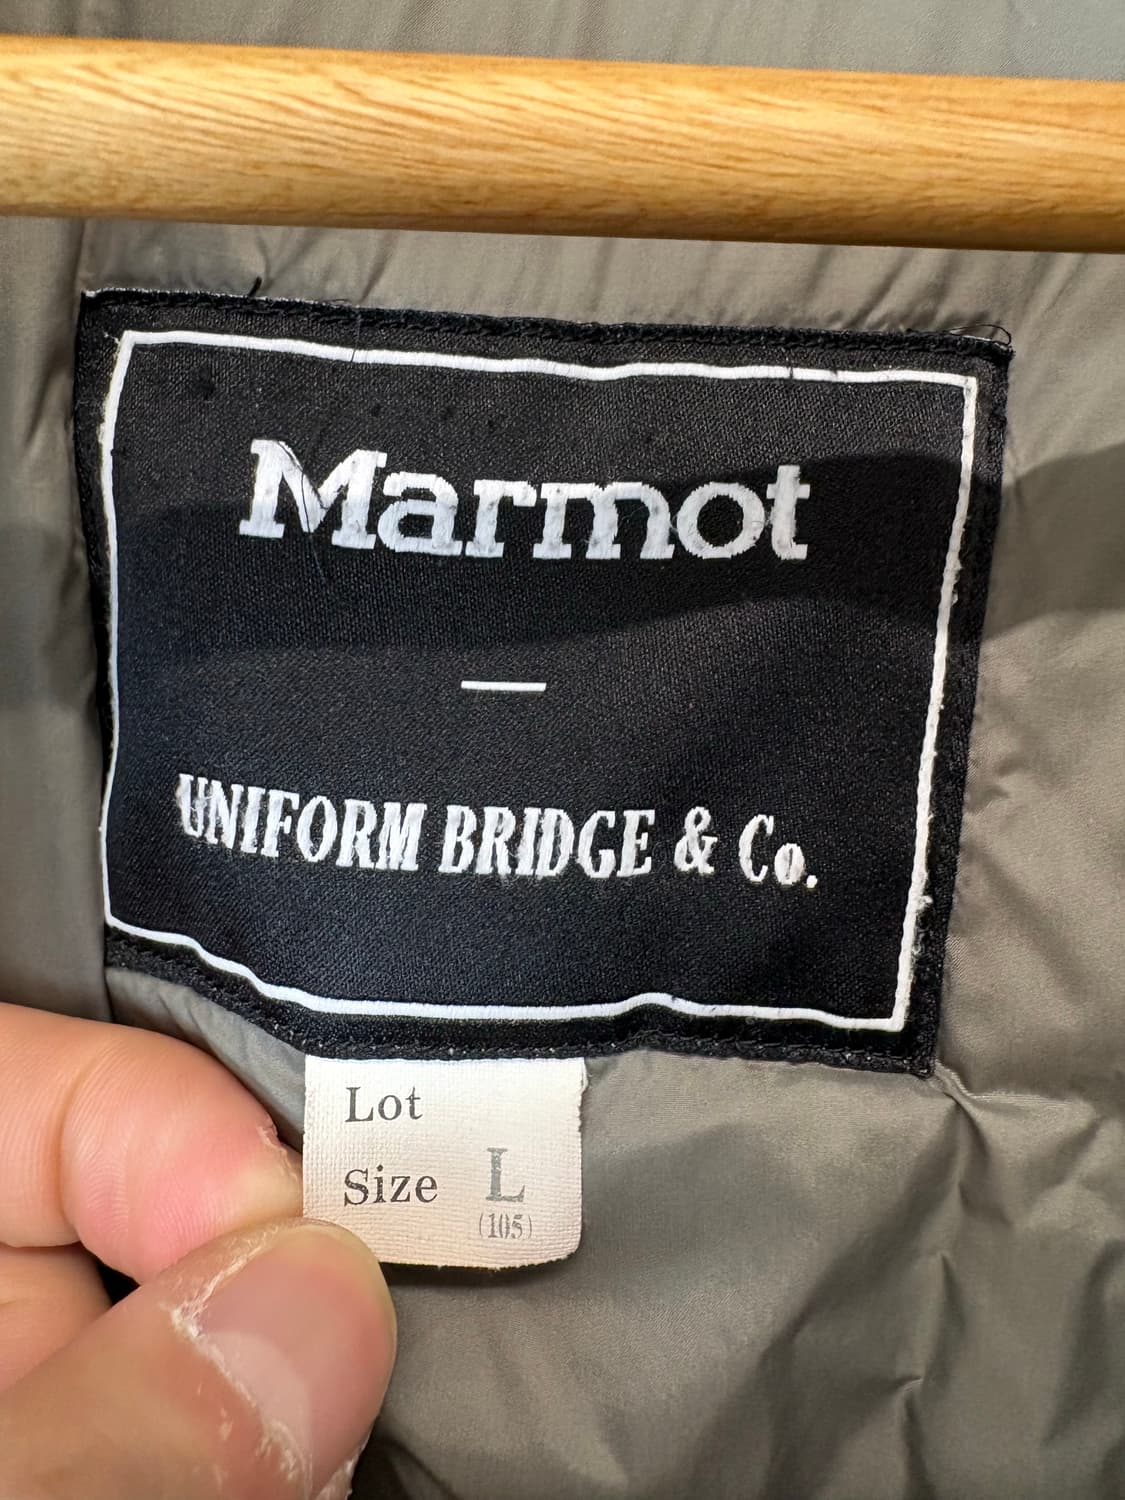 Marmot
—
UNIFORM BRIDGE & Co.
Lot
Size L
(105)